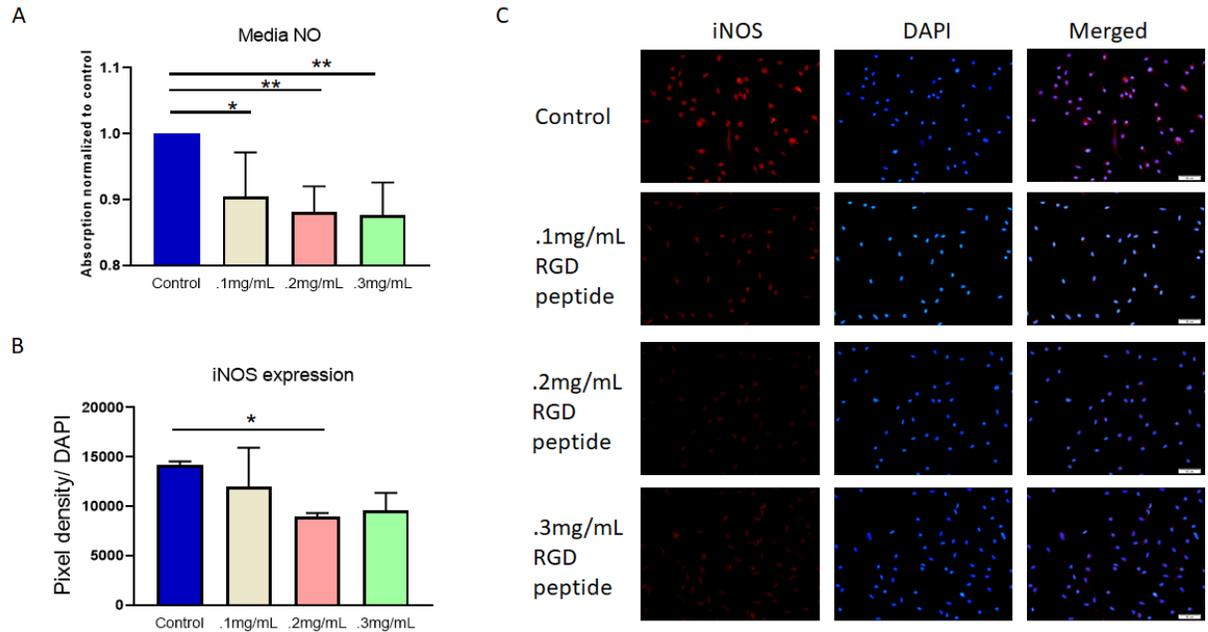 A
Media NO
Absorption normalized to control
1.1
1.0
0.9
0.8
**
**
*
Control .1mg/mL .2mg/mL .3mg/mL
B
iNOS expression
Pixel density/ DAPI
20000
15000
10000
5000
0
*
Control .1mg/mL .2mg/mL .3mg/mL
C
iNOS DAPI Merged
Control
.1mg/mL
RGD
peptide
.2mg/mL
RGD
peptide
.3mg/mL
RGD
peptide